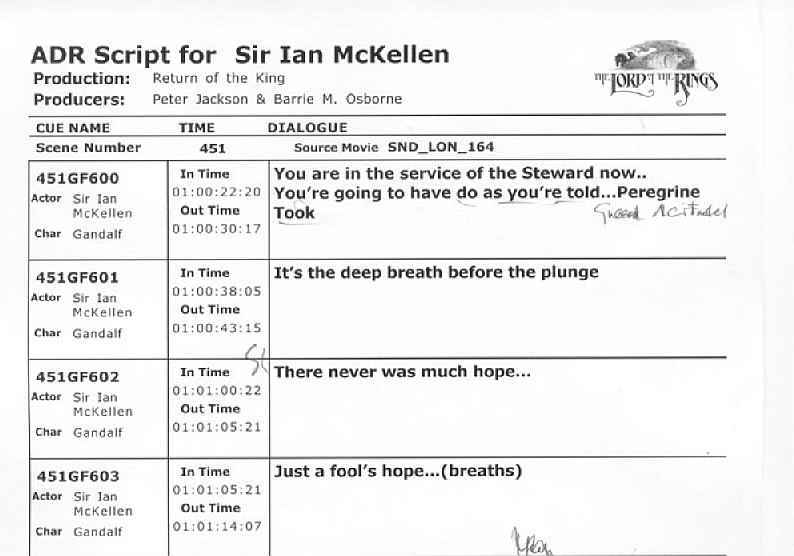 ADR Script for Sir Ian McKellen
Production: Return of the King
Producers: Peter Jackson & Barrie M. Osborne
THE LORD OF THE RINGS
CUE NAME TIME DIALOGUE
Scene Number 451 Source Movie SND_LON_164
451GF600
Actor Sir Ian
McKellen
Char Gandalf
In Time
01:00:22:20
Out Time
01:00:30:17
You are in the service of the Steward now..
You're going to have do as you're told...Peregrine
Took
451GF601
Actor Sir Ian
McKellen
Char Gandalf
In Time
01:00:38:05
Out Time
01:00:43:15
It's the deep breath before the plunge
451GF602
Actor Sir Ian
McKellen
Char Gandalf
In Time
01:01:00:22
Out Time
01:01:05:21
There never was much hope...
451GF603
Actor Sir Ian
McKellen
Char Gandalf
In Time
01:01:05:21
Out Time
01:01:14:07
Just a fool's hope...(breaths)